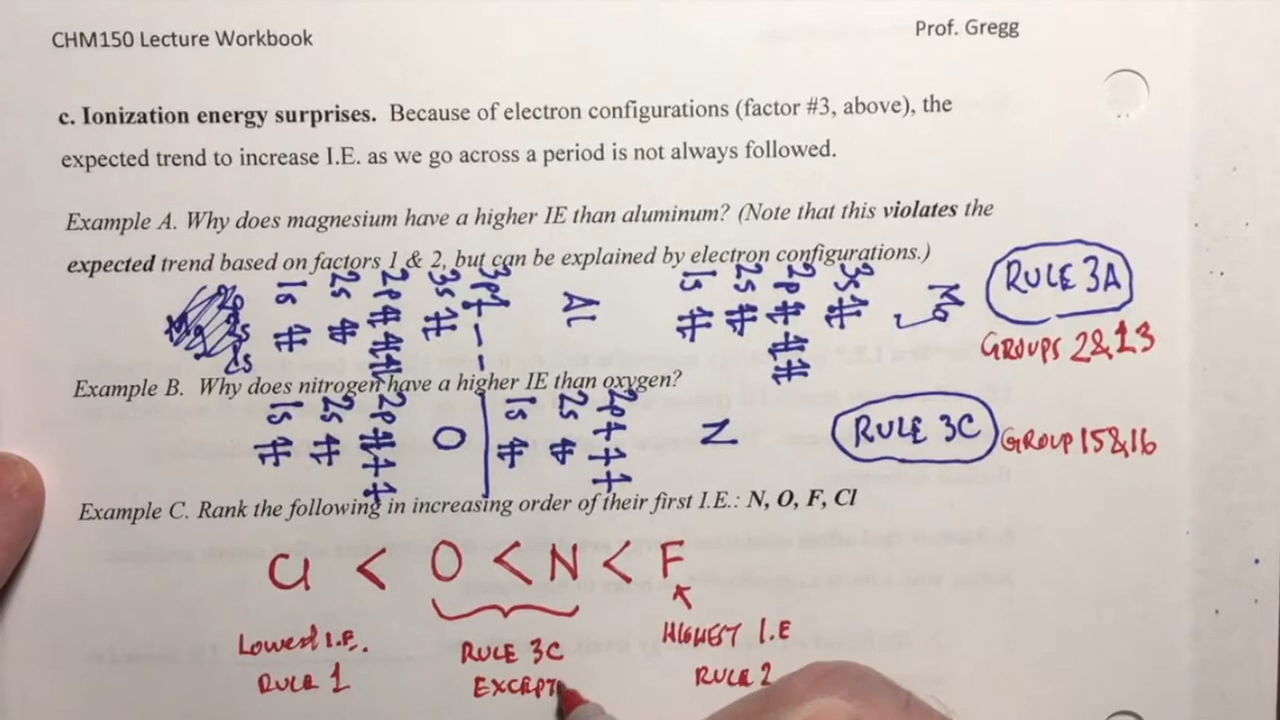 CHM150 Lecture Workbook
Prof. Gregg
c. Ionization energy surprises. Because of electron configurations (factor #3, above), the
expected trend to increase I.E. as we go across a period is not always followed.
Example A. Why does magnesium have a higher IE than aluminum? (Note that this violates the
expected trend based on factors 1 & 2, but can be explained by electron configurations.)
1s 2s 2p 3s 3p Al 1s 2s 2p 3s Mg
RULE 3A
GROUPS 2&13
Example B. Why does nitrogen have a higher IE than oxygen?
1s 2s 2p O 1s 2s 2p N
RULE 3C
GROUP 15&16
Example C. Rank the following in increasing order of their first I.E.: N, O, F, Cl
Cl < O < N < F
Lowest I.E.
RULE 1
RULE 3C
EXCEPT
HIGHEST I.E
RULE 2